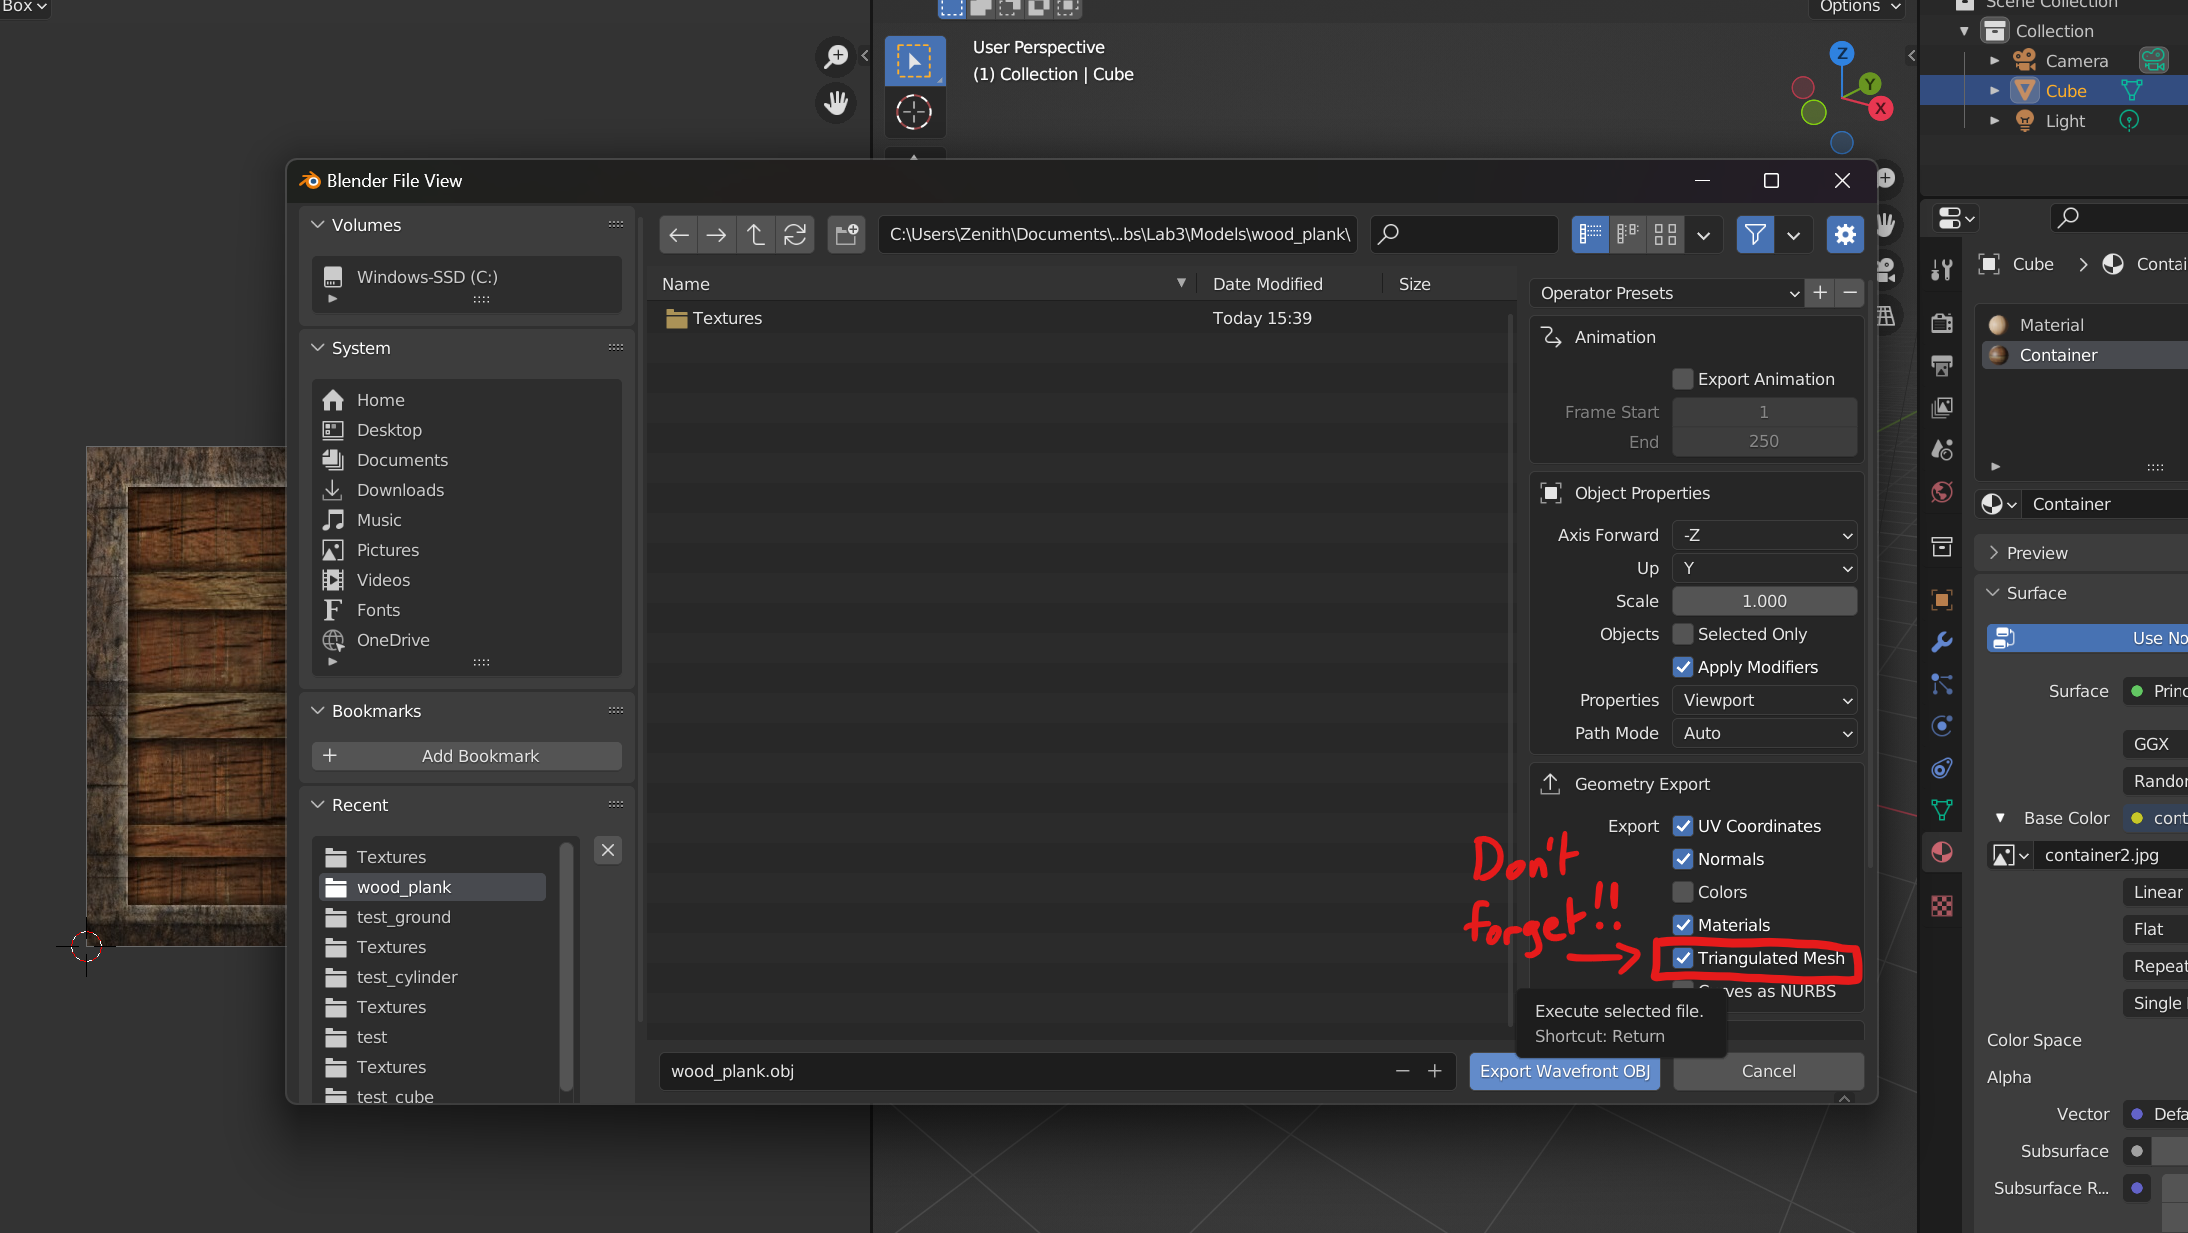 Box
Options
User Perspective
(1) Collection | Cube
Z
Y
X
Scene Collection
Collection
Camera
Cube
Light
Blender File View
Volumes
Windows-SSD (C:)
System
Home
Desktop
Documents
Downloads
Music
Pictures
Videos
Fonts
OneDrive
Bookmarks
Add Bookmark
Recent
Textures
wood_plank
test_ground
Textures
test_cylinder
Textures
test
Textures
test_cube
C:\Users\Zenith\Documents\...bs\Lab3\Models\wood_plank\
Name Date Modified Size
Textures Today 15:39
wood_plank.obj
Operator Presets
Animation
Export Animation
Frame Start 1
End 250
Object Properties
Axis Forward -Z
Up Y
Scale 1.000
Objects Selected Only
Apply Modifiers
Properties Viewport
Path Mode Auto
Geometry Export
Export UV Coordinates
Normals
Colors
Materials
Triangulated Mesh
Don't
forget!!
as NURBS
Execute selected file.
Shortcut: Return
Export Wavefront OBJ
Cancel
Cube Contai
Material
Container
Container
Preview
Surface
Use No
Surface Princ
GGX
Random
Base Color cont
container2.jpg
Linear
Flat
Repeat
Single
Color Space
Alpha
Vector Defa
Subsurface
Subsurface R...